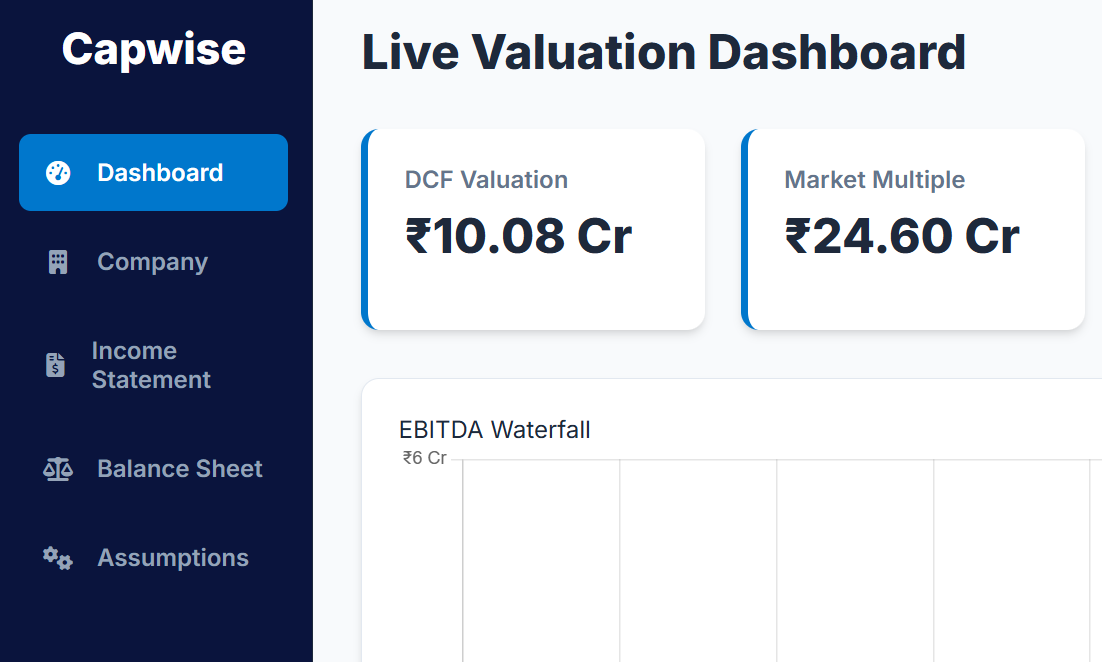 Capwise
Dashboard
Company
Income
Statement
Balance Sheet
Assumptions
Live Valuation Dashboard
DCF Valuation
₹10.08 Cr
Market Multiple
₹24.60 Cr
EBITDA Waterfall
₹6 Cr